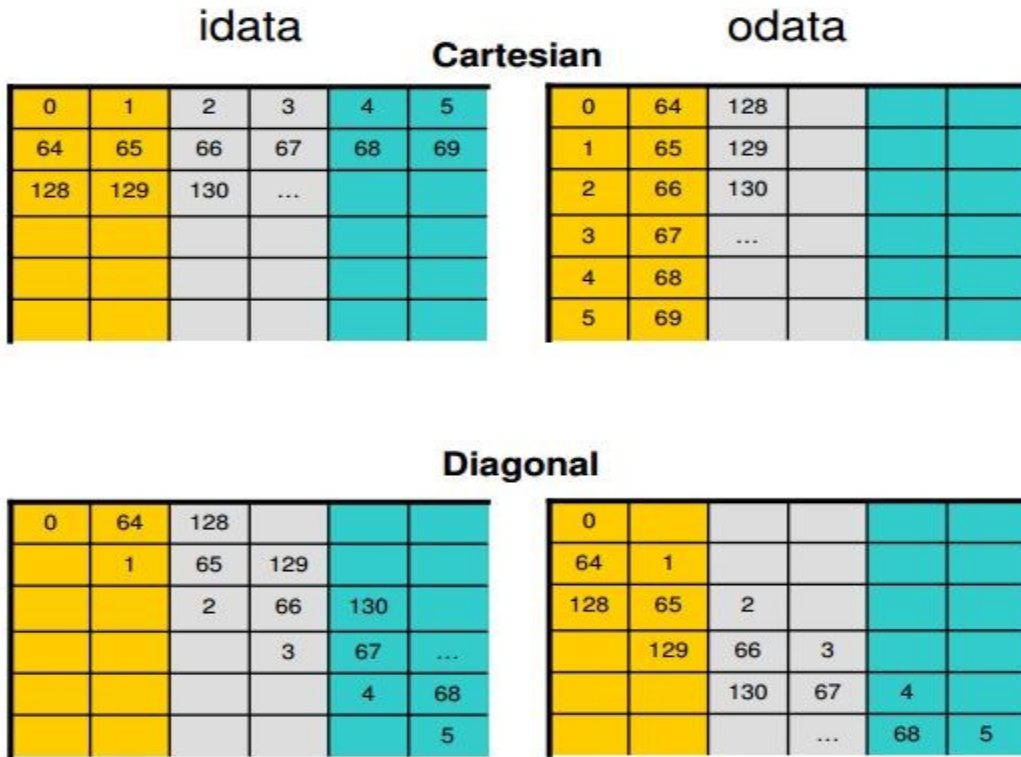 idata odata
Cartesian
0 1 2 3 4 5
64 65 66 67 68 69
128 129 130 ...
0 64 128
1 65 129
2 66 130
3 67 ...
4 68
5 69
Diagonal
0 64 128
1 65 129
2 66 130
3 67 ...
4 68
5
0
64 1
128 65 2
129 66 3
130 67 4
... 68 5